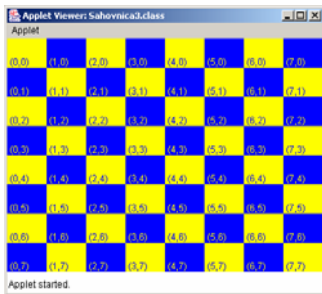 Applet Viewer: Sahovnica3.class
Applet
(0,0) (1,0) (2,0) (3,0) (4,0) (5,0) (6,0) (7,0)
(0,1) (1,1) (2,1) (3,1) (4,1) (5,1) (6,1) (7,1)
(0,2) (1,2) (2,2) (3,2) (4,2) (5,2) (6,2) (7,2)
(0,3) (1,3) (2,3) (3,3) (4,3) (5,3) (6,3) (7,3)
(0,4) (1,4) (2,4) (3,4) (4,4) (5,4) (6,4) (7,4)
(0,5) (1,5) (2,5) (3,5) (4,5) (5,5) (6,5) (7,5)
(0,6) (1,6) (2,6) (3,6) (4,6) (5,6) (6,6) (7,6)
(0,7) (1,7) (2,7) (3,7) (4,7) (5,7) (6,7) (7,7)
Applet started.